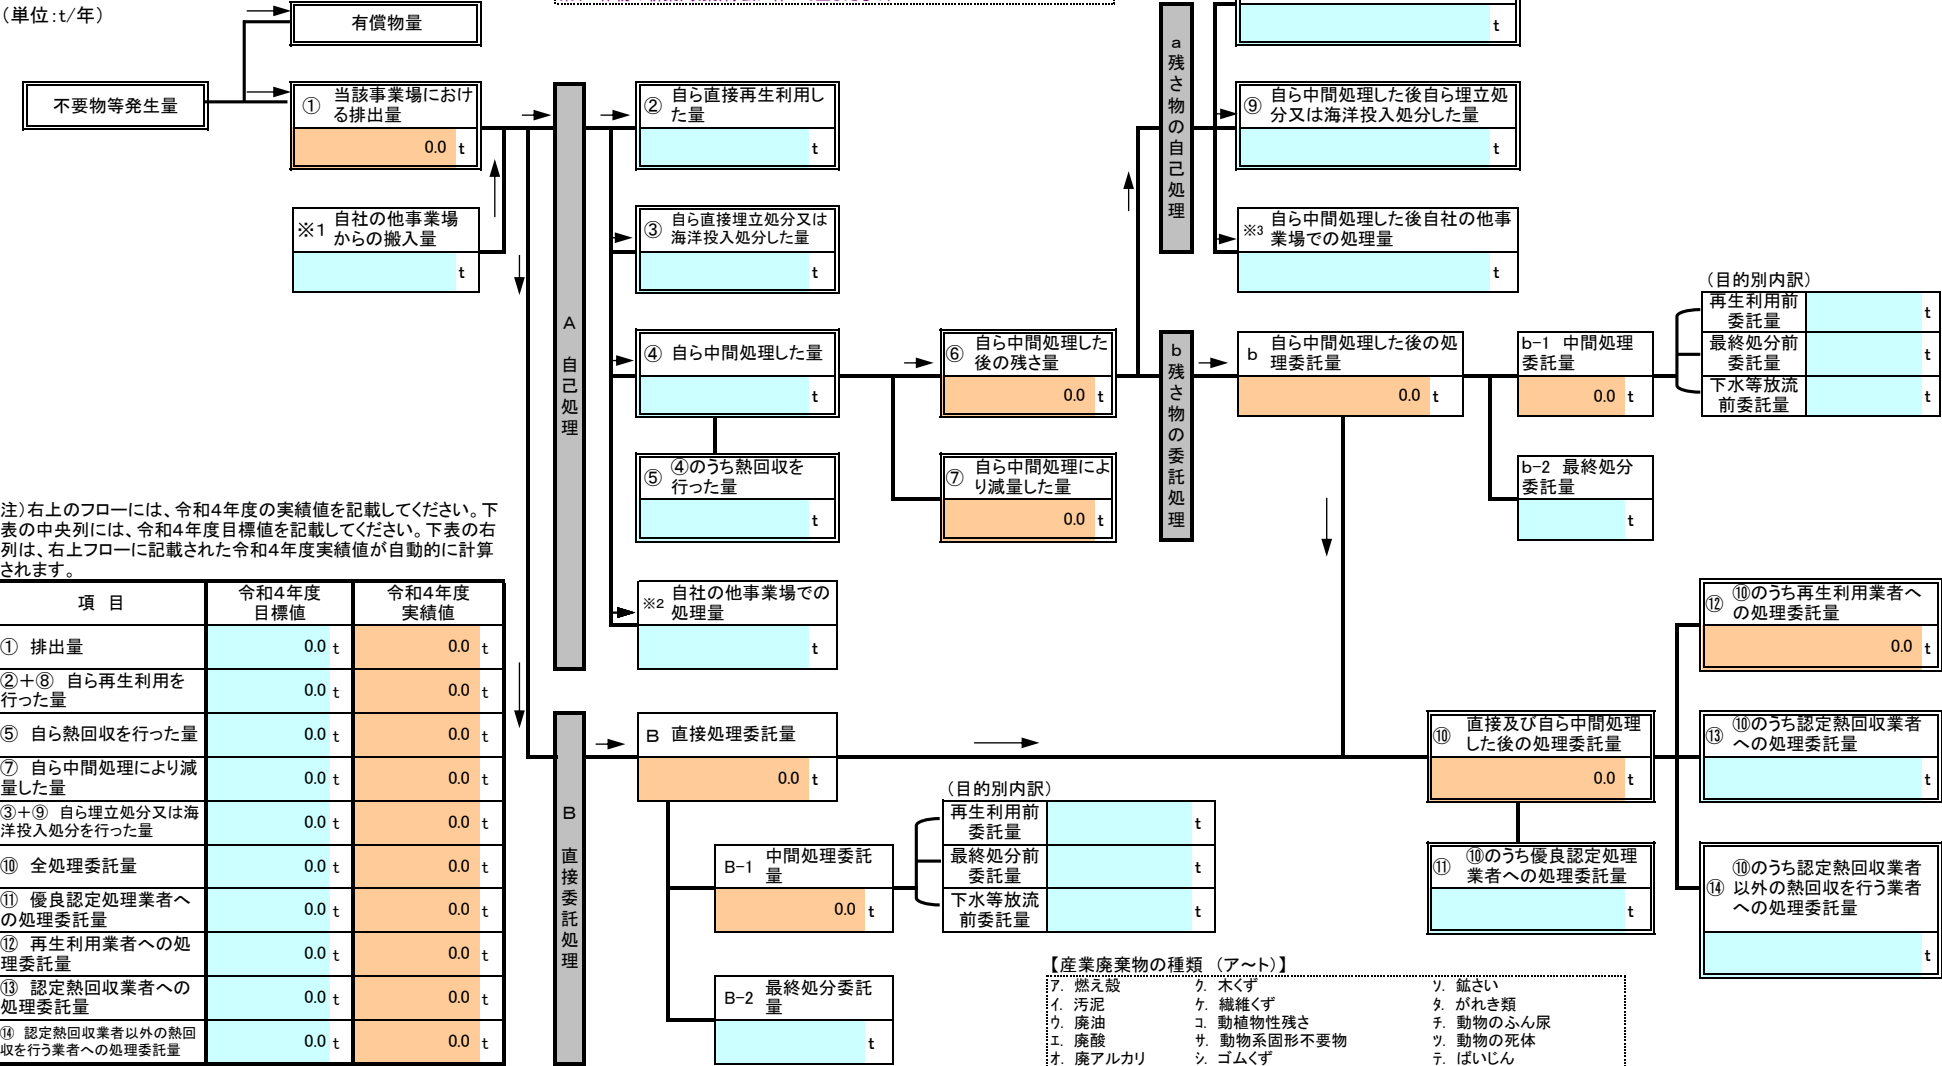 （単位：t/年）
有償物量
不要物等発生量
①
当該事業場におけ
る排出量
0.0 t
※1
自社の他事業場
からの搬入量
t
A
自
己
処
理
②
自ら直接再生利用し
た量
t
③
自ら直接埋立処分又は
海洋投入処分した量
t
④ 自ら中間処理した量
t
⑤
④のうち熱回収を
行った量
t
※2
自社の他事業場での
処理量
t
⑥
自ら中間処理した
後の残さ量
0.0 t
⑦
自ら中間処理によ
り減量した量
0.0 t
a
残
さ
物
の
自
己
処
理
t
⑨
自ら中間処理した後自ら埋立処
分又は海洋投入処分した量
t
※3
自ら中間処理した後自社の他事
業場での処理量
t
b
残
さ
物
の
委
託
処
理
b
自ら中間処理した後の処
理委託量
0.0 t
b-1 中間処理
委託量
0.0 t
b-2 最終処分
委託量
t
（目的別内訳）
再生利用前
委託量
t
最終処分前
委託量
t
下水等放流
前委託量
t
注）右上のフローには、令和4年度の実績値を記載してください。下
表の中央列には、令和4年度目標値を記載してください。下表の右
列は、右上フローに記載された令和4年度実績値が自動的に計算
されます。
項 目
令和4年度
目標値
令和4年度
実績値
① 排出量
0.0 t 0.0 t
②＋⑧ 自ら再生利用を
行った量
0.0 t 0.0 t
⑤ 自ら熱回収を行った量
0.0 t 0.0 t
⑦ 自ら中間処理により減
量した量
0.0 t 0.0 t
③＋⑨ 自ら埋立処分又は海
洋投入処分を行った量
0.0 t 0.0 t
⑩ 全処理委託量
0.0 t 0.0 t
⑪ 優良認定処理業者へ
の処理委託量
0.0 t 0.0 t
⑫ 再生利用業者への処
理委託量
0.0 t 0.0 t
⑬ 認定熱回収業者への
処理委託量
0.0 t 0.0 t
⑭ 認定熱回収業者以外の熱回
収を行う業者への処理委託量
0.0 t 0.0 t
B
直
接
委
託
処
理
B 直接処理委託量
0.0 t
B-1
中間処理委託
量
0.0 t
B-2
最終処分委託
量
t
（目的別内訳）
再生利用前
委託量
t
最終処分前
委託量
t
下水等放流
前委託量
t
⑩
直接及び自ら中間処理
した後の処理委託量
0.0 t
⑪
⑩のうち優良認定処理
業者への処理委託量
t
⑫
⑩のうち再生利用業者へ
の処理委託量
0.0 t
⑬
⑩のうち認定熱回収業者
への処理委託量
t
⑭
⑩のうち認定熱回収業者
以外の熱回収を行う業者
への処理委託量
t
【産業廃棄物の種類 （ア～ト）】
ア. 燃え殻 ク. 木くず ソ. 鉱さい
イ. 汚泥 ケ. 繊維くず タ. がれき類
ウ. 廃油 コ. 動植物性残さ チ. 動物のふん尿
エ. 廃酸 サ. 動物系固形不要物 ツ. 動物の死体
オ. 廃アルカリ シ. ゴムくず テ. ばいじん